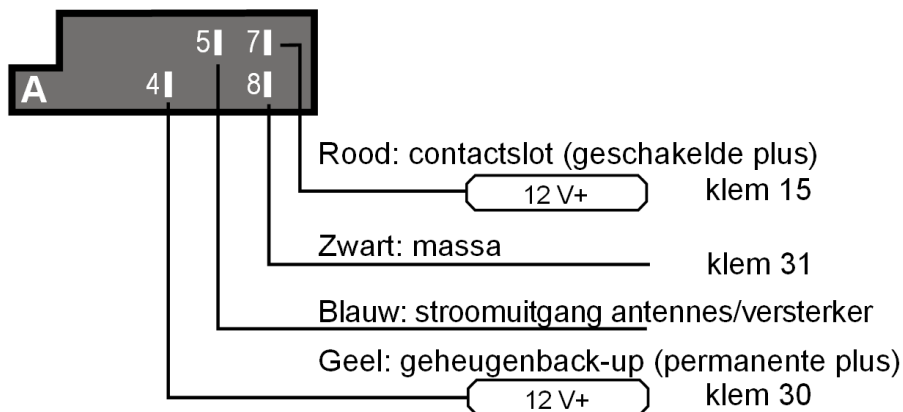 5 7
A 4 8
Rood: contactslot (geschakelde plus)
12 V+ klem 15
Zwart: massa
klem 31
Blauw: stroomuitgang antennes/versterker
Geel: geheugenback-up (permanente plus)
12 V+ klem 30